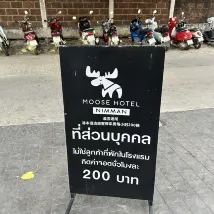 MOOSE HOTEL
NIMMAN
ที่ส่วนบุคคล
ไม่ใช่ลูกค้าที่พักในโรงแรม
คิดค่าจอดชั่วโมงละ
200 บาท